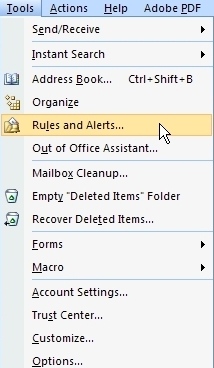 Tools Actions Help Adobe PDF
Send/Receive
Instant Search
Address Book... Ctrl+Shift+B
Organize
Rules and Alerts...
Out of Office Assistant...
Mailbox Cleanup...
Empty "Deleted Items" Folder
Recover Deleted Items...
Forms
Macro
Account Settings...
Trust Center...
Customize...
Options...